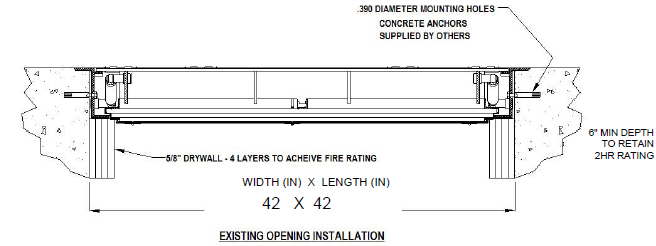 .390 DIAMETER MOUNTING HOLES
CONCRETE ANCHORS
SUPPLIED BY OTHERS
6" MIN DEPTH
TO RETAIN
2HR RATING
5/8" DRYWALL - 4 LAYERS TO ACHEIVE FIRE RATING
WIDTH (IN) X LENGTH (IN)
42 X 42
EXISTING OPENING INSTALLATION